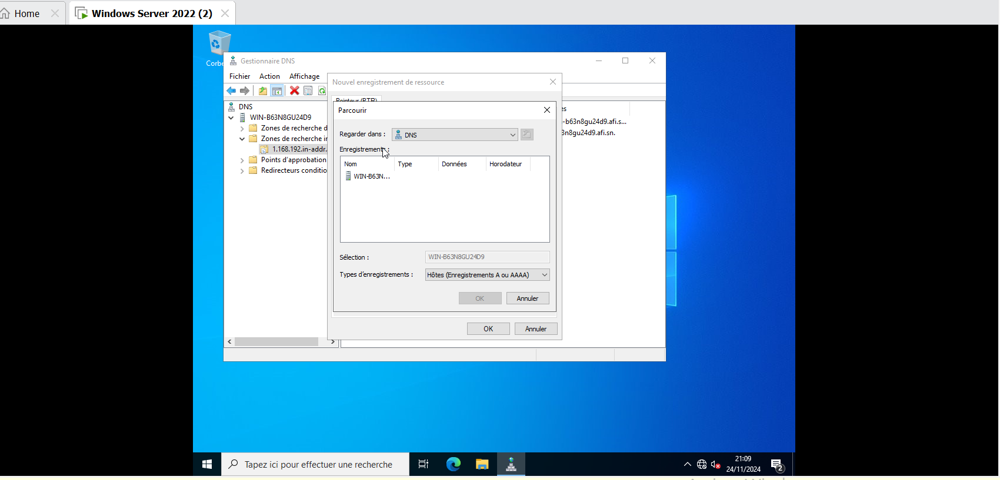 Home
Windows Server 2022 (2)
Gestionnaire DNS
Fichier Action Affichage
DNS
WIN-B63N8GU24D9
Zones de recherche d
Zones de recherche ir
1.168.192.in-addr.
Points d'approbation
Redirecteurs conditio
Nouvel enregistrement de ressource
Pointeur (PTR)
Parcourir
Regarder dans : DNS
Enregistrements :
Nom Type Données Horodateur
WIN-B63N...
Sélection : WIN-B63N8GU24D9
Types d'enregistrements : Hôtes (Enregistrements A ou AAAA)
OK Annuler
OK Annuler
es
-b63n8gu24d9.afi.s...
3n8gu24d9.afi.sn.
Tapez ici pour effectuer une recherche
21:09
24/11/2024
2